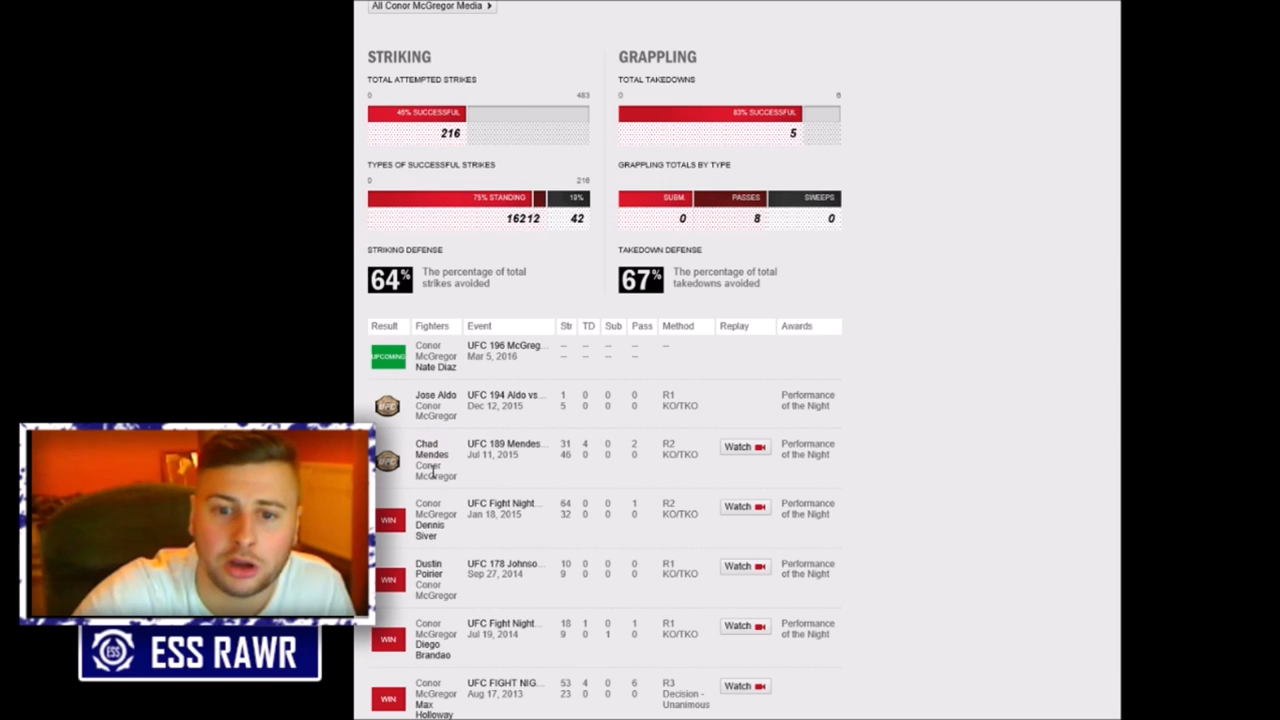 All Conor McGregor Media
STRIKING
TOTAL ATTEMPTED STRIKES
0 483
45% SUCCESSFUL
216
TYPES OF SUCCESSFUL STRIKES
0 216
75% STANDING 19%
162 12 42
STRIKING DEFENSE
64% The percentage of total
strikes avoided
GRAPPLING
TOTAL TAKEDOWNS
0 6
83% SUCCESSFUL
5
GRAPPLING TOTALS BY TYPE
SUBM. PASSES SWEEPS
0 8 0
TAKEDOWN DEFENSE
67% The percentage of total
takedowns avoided
Result Fighters Event Str TD Sub Pass Method Replay Awards
Conor UFC 196 McGreg... -- -- -- -- --
UPCOMING McGregor Mar 5, 2016 -- -- -- --
Nate Diaz
Jose Aldo UFC 194 Aldo vs... 1 0 0 0 R1 Performance
UFC Conor Dec 12, 2015 5 0 0 0 KO/TKO of the Night
McGregor
Chad UFC 189 Mendes... 31 4 0 2 R2 Watch Performance
Mendes Jul 11, 2015 46 0 0 0 KO/TKO of the Night
UFC Conor
McGregor
Conor UFC Fight Night... 64 0 0 1 R2 Watch Performance
McGregor Jan 18, 2015 32 0 0 0 KO/TKO of the Night
WIN Dennis
Siver
Dustin UFC 178 Johnso... 10 0 0 0 R1 Watch Performance
Poirier Sep 27, 2014 9 0 0 0 KO/TKO of the Night
WIN Conor
McGregor
Conor UFC Fight Night... 18 1 0 1 R1 Watch Performance
McGregor Jul 19, 2014 9 0 1 0 KO/TKO of the Night
WIN Diego
Brandao
Conor UFC FIGHT NIG... 53 4 0 6 R3 Watch
McGregor Aug 17, 2013 23 0 0 0 Decision -
WIN Max Unanimous
Holloway
ESS ESS RAWR